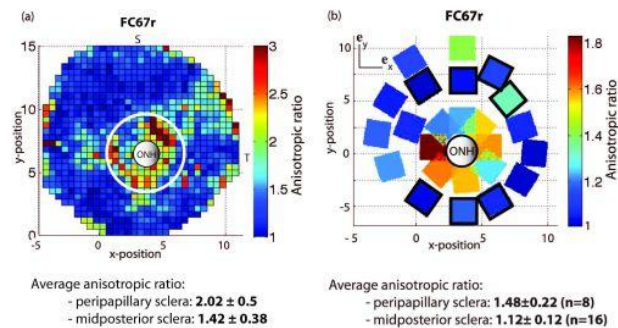 (a)
FC67r
S
15
10
5
0
-5
0
5
10
T
y-position
x-position
ONH
3
2.5
2
1.5
1
Anisotropic ratio
Average anisotropic ratio:
- peripapillary sclera: 2.02 ± 0.5
- midposterior sclera: 1.42 ± 0.38
(b)
FC67r
e y
e x
10
5
0
-5
-5
0
5
10
y-position
x-position
ONH
1.8
1.6
1.4
1.2
1
Anisotropic ratio
Average anisotropic ratio:
- peripapillary sclera: 1.48±0.22 (n=8)
- midposterior sclera: 1.12± 0.12 (n=16)